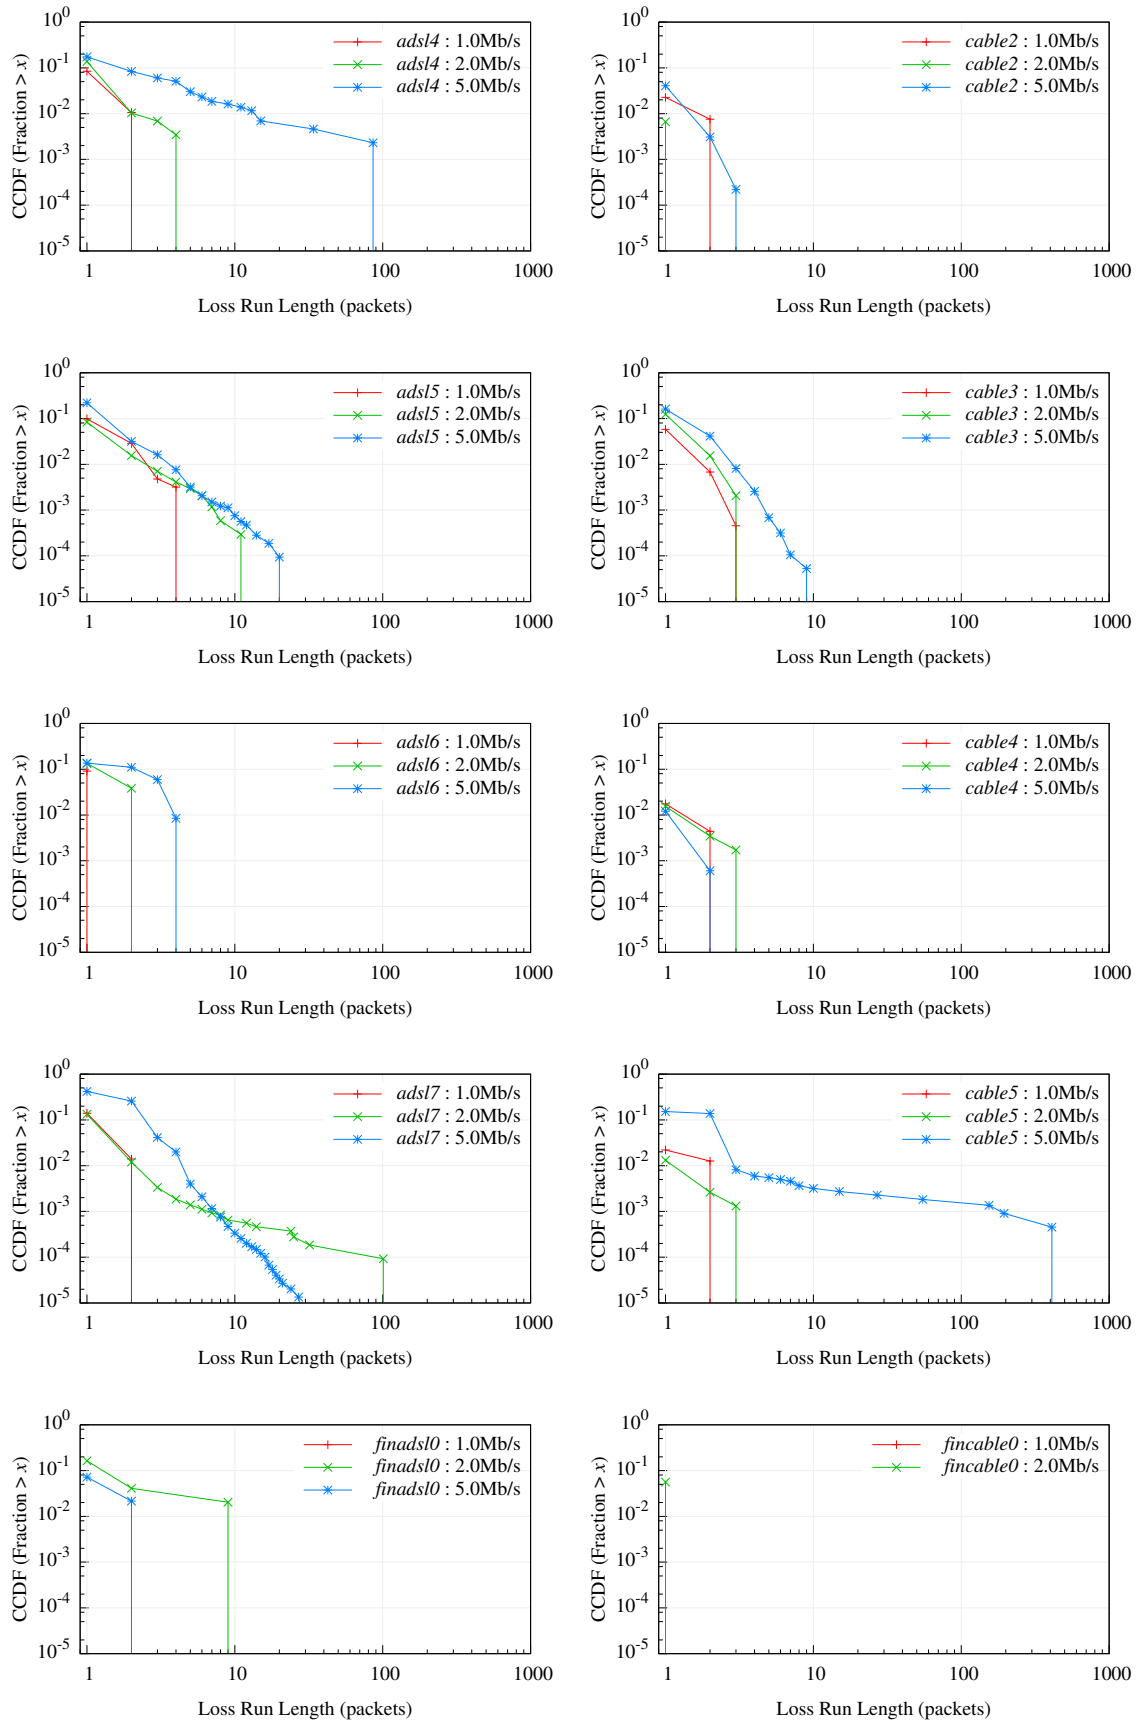 CCDF (Fraction > x)
10^0
10^-1
10^-2
10^-3
10^-4
10^-5
adsl4 : 1.0Mb/s
adsl4 : 2.0Mb/s
adsl4 : 5.0Mb/s
1 10 100 1000
Loss Run Length (packets)
CCDF (Fraction > x)
10^0
10^-1
10^-2
10^-3
10^-4
10^-5
cable2 : 1.0Mb/s
cable2 : 2.0Mb/s
cable2 : 5.0Mb/s
1 10 100 1000
Loss Run Length (packets)
CCDF (Fraction > x)
10^0
10^-1
10^-2
10^-3
10^-4
10^-5
adsl5 : 1.0Mb/s
adsl5 : 2.0Mb/s
adsl5 : 5.0Mb/s
1 10 100 1000
Loss Run Length (packets)
CCDF (Fraction > x)
10^0
10^-1
10^-2
10^-3
10^-4
10^-5
cable3 : 1.0Mb/s
cable3 : 2.0Mb/s
cable3 : 5.0Mb/s
1 10 100 1000
Loss Run Length (packets)
CCDF (Fraction > x)
10^0
10^-1
10^-2
10^-3
10^-4
10^-5
adsl6 : 1.0Mb/s
adsl6 : 2.0Mb/s
adsl6 : 5.0Mb/s
1 10 100 1000
Loss Run Length (packets)
CCDF (Fraction > x)
10^0
10^-1
10^-2
10^-3
10^-4
10^-5
cable4 : 1.0Mb/s
cable4 : 2.0Mb/s
cable4 : 5.0Mb/s
1 10 100 1000
Loss Run Length (packets)
CCDF (Fraction > x)
10^0
10^-1
10^-2
10^-3
10^-4
10^-5
adsl7 : 1.0Mb/s
adsl7 : 2.0Mb/s
adsl7 : 5.0Mb/s
1 10 100 1000
Loss Run Length (packets)
CCDF (Fraction > x)
10^0
10^-1
10^-2
10^-3
10^-4
10^-5
cable5 : 1.0Mb/s
cable5 : 2.0Mb/s
cable5 : 5.0Mb/s
1 10 100 1000
Loss Run Length (packets)
CCDF (Fraction > x)
10^0
10^-1
10^-2
10^-3
10^-4
10^-5
finadsl0 : 1.0Mb/s
finadsl0 : 2.0Mb/s
finadsl0 : 5.0Mb/s
1 10 100 1000
Loss Run Length (packets)
CCDF (Fraction > x)
10^0
10^-1
10^-2
10^-3
10^-4
10^-5
fincable0 : 1.0Mb/s
fincable0 : 2.0Mb/s
1 10 100 1000
Loss Run Length (packets)